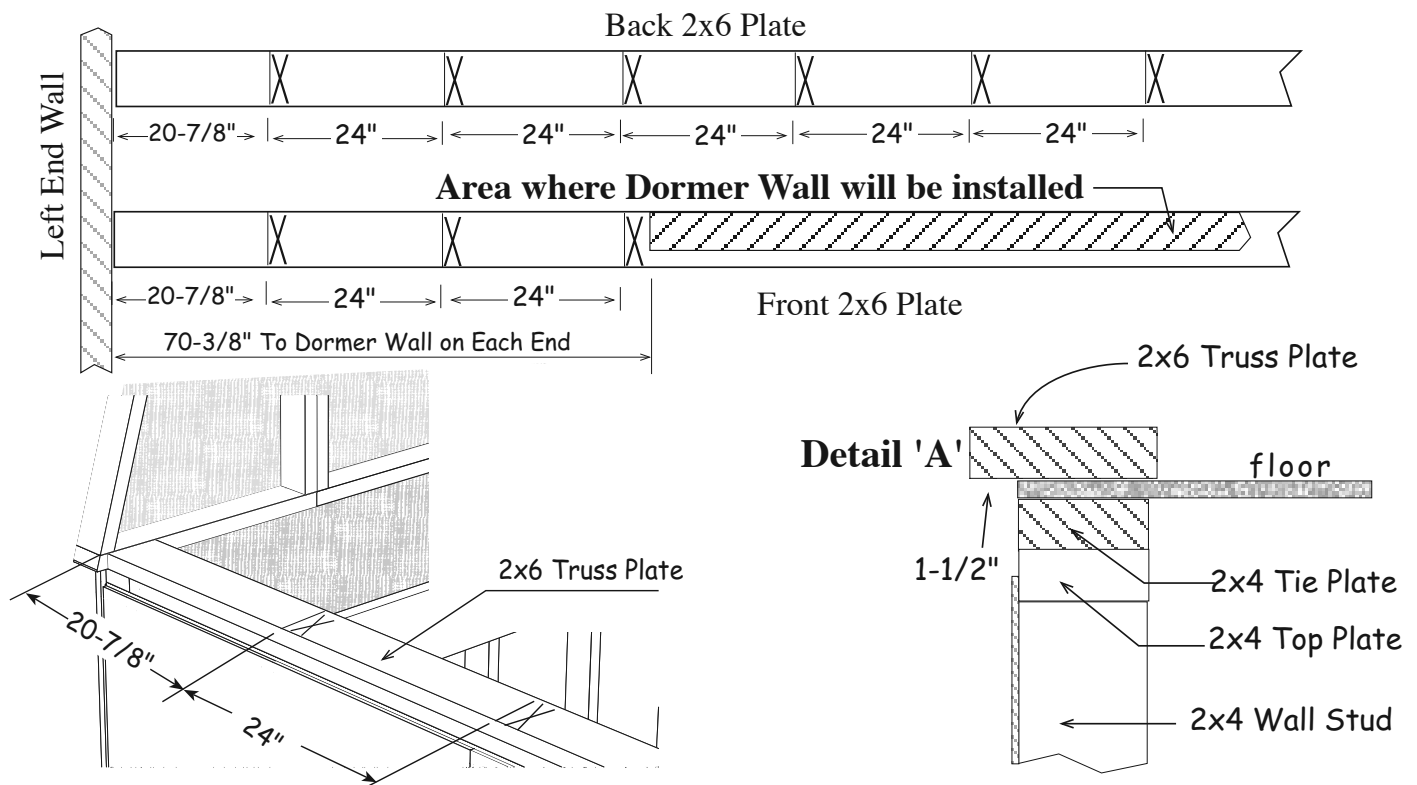 Back 2x6 Plate
Left End Wall
20-7/8"
24"
24"
24"
24"
24"
Area where Dormer Wall will be installed
20-7/8"
24"
24"
Front 2x6 Plate
70-3/8" To Dormer Wall on Each End
2x6 Truss Plate
Detail 'A'
floor
1-1/2"
2x4 Tie Plate
2x4 Top Plate
2x4 Wall Stud
2x6 Truss Plate
20-7/8"
24"